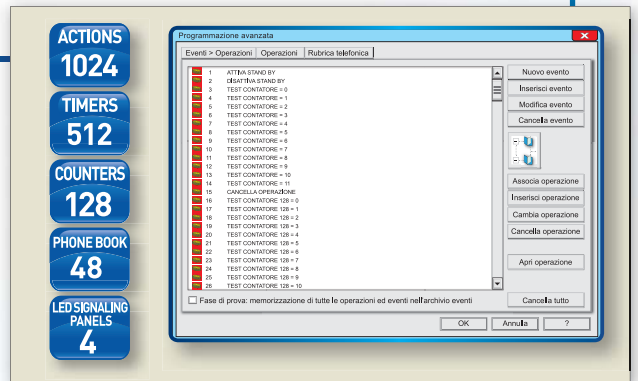 ACTIONS
1024
TIMERS
512
COUNTERS
128
PHONE BOOK
48
LED SIGNALING
PANELS
4
Programmazione avanzata
Eventi > Operazioni Operazioni Rubrica telefonica
1 ATTIVA STAND BY
2 DISATTIVA STAND BY
3 TEST CONTATORE = 0
4 TEST CONTATORE = 1
5 TEST CONTATORE = 2
6 TEST CONTATORE = 3
7 TEST CONTATORE = 4
8 TEST CONTATORE = 5
9 TEST CONTATORE = 6
10 TEST CONTATORE = 7
11 TEST CONTATORE = 8
12 TEST CONTATORE = 9
13 TEST CONTATORE = 10
14 TEST CONTATORE = 11
15 CANCELLA OPERAZIONE
16 TEST CONTATORE 128 = 0
17 TEST CONTATORE 128 = 1
18 TEST CONTATORE 128 = 2
19 TEST CONTATORE 128 = 3
20 TEST CONTATORE 128 = 4
21 TEST CONTATORE 128 = 5
22 TEST CONTATORE 128 = 6
23 TEST CONTATORE 128 = 7
24 TEST CONTATORE 128 = 8
25 TEST CONTATORE 128 = 9
26 TEST CONTATORE 128 = 10
Nuovo evento
Inserisci evento
Modifica evento
Cancella evento
Associa operazione
Inserisci operazione
Cambia operazione
Cancella operazione
Apri operazione
Fase di prova: memorizzazione di tutte le operazioni ed eventi nell'archivio eventi
Cancella tutto
OK Annulla ?